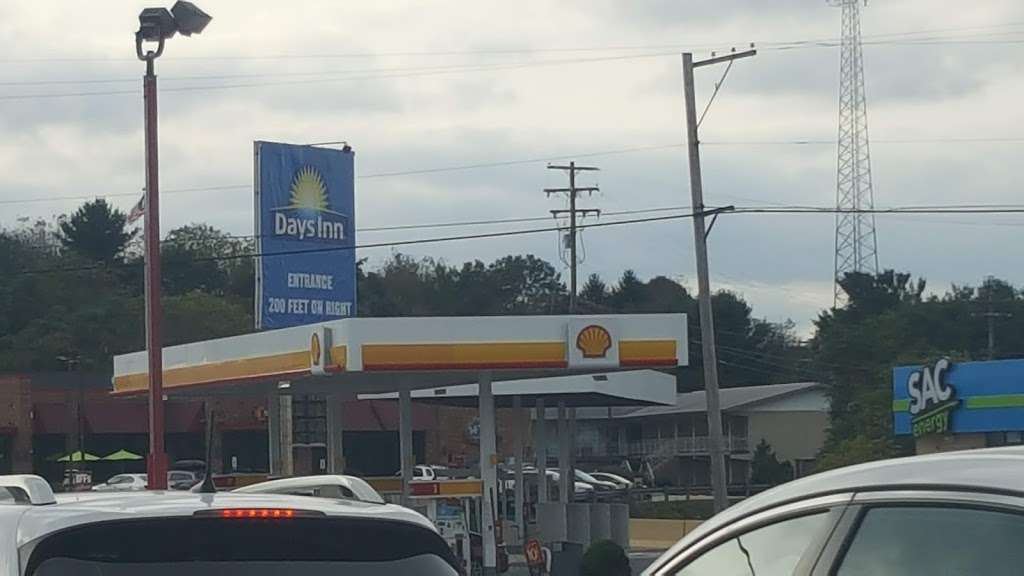 Days Inn
ENTRANCE
200 FEET ON RIGHT
SAC
energy